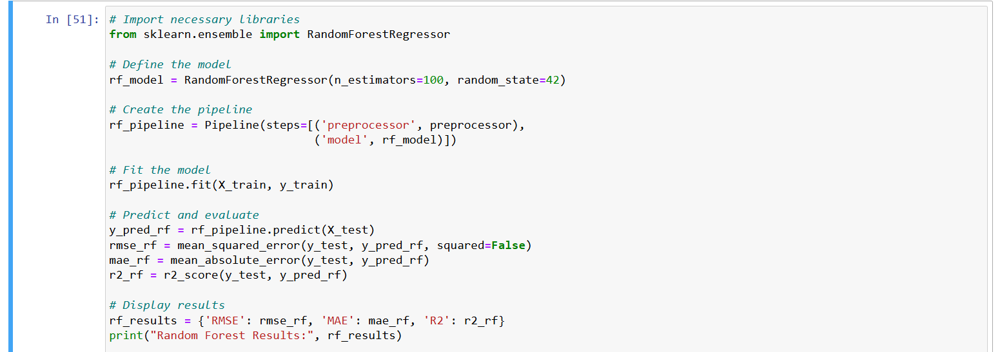 In [51]: # Import necessary libraries
from sklearn.ensemble import RandomForestRegressor
# Define the model
rf_model = RandomForestRegressor(n_estimators=100, random_state=42)
# Create the pipeline
rf_pipeline = Pipeline(steps=[('preprocessor', preprocessor),
('model', rf_model)])
# Fit the model
rf_pipeline.fit(X_train, y_train)
# Predict and evaluate
y_pred_rf = rf_pipeline.predict(X_test)
rmse_rf = mean_squared_error(y_test, y_pred_rf, squared=False)
mae_rf = mean_absolute_error(y_test, y_pred_rf)
r2_rf = r2_score(y_test, y_pred_rf)
# Display results
rf_results = {'RMSE': rmse_rf, 'MAE': mae_rf, 'R2': r2_rf}
print("Random Forest Results:", rf_results)